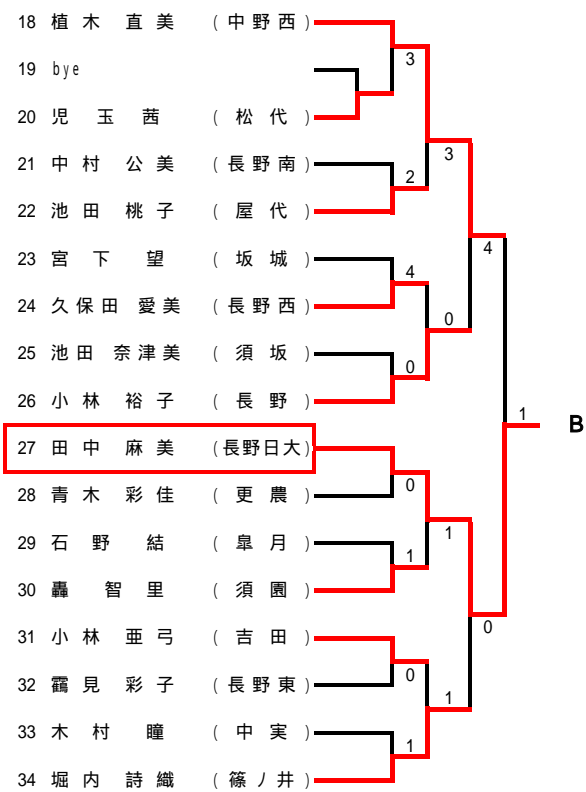 18 植木 直美 (中野西)
3
19 bye
20 児玉茜 (松代)
3
21 中村 公美 (長野南)
2
22 池田 桃子 (屋代)
4
23 宮下望 (坂城)
4
24 久保田 愛美 (長野西)
0
25 池田 奈津美 (須坂)
0
26 小林 裕子 (長野)
1 B
27 田中 麻美 (長野日大)
0
28 青木 彩佳 (更農)
1
29 石野結 (皐月)
1
30 轟智里 (須園)
0
31 小林 亜弓 (吉田)
0
32 靍見 彩子 (長野東)
1
33 木村瞳 (中実)
1
34 堀内 詩織 (篠ノ井)